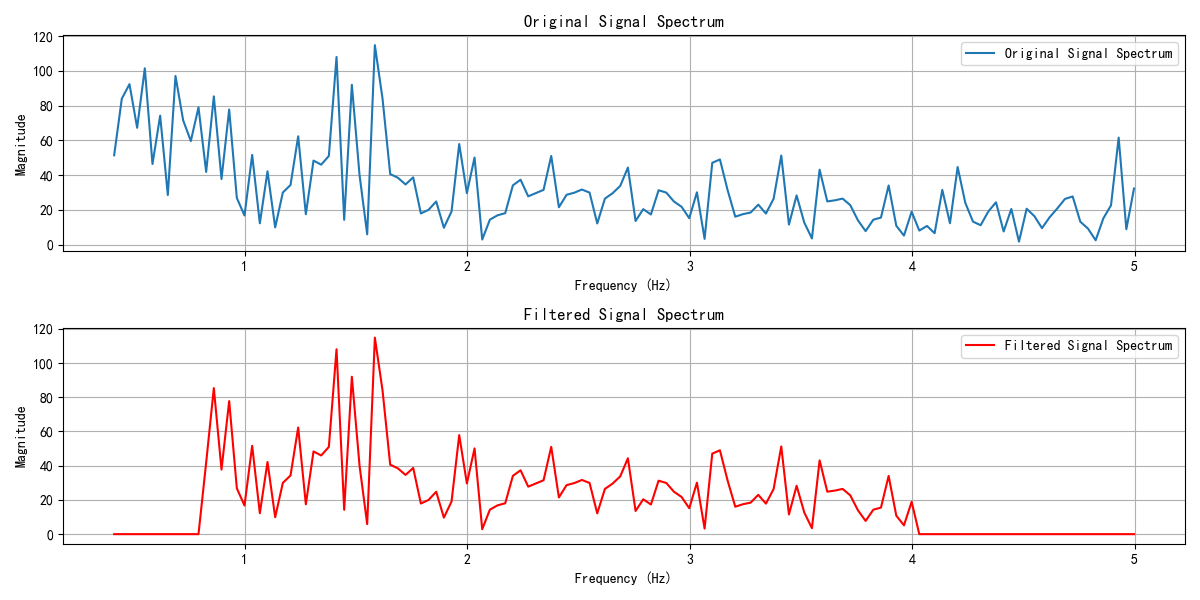 Original Signal Spectrum
120
100
80
60
40
20
0
Magnitude
Original Signal Spectrum
1 2 3 4 5
Frequency (Hz)
Filtered Signal Spectrum
120
100
80
60
40
20
0
Magnitude
Filtered Signal Spectrum
1 2 3 4 5
Frequency (Hz)